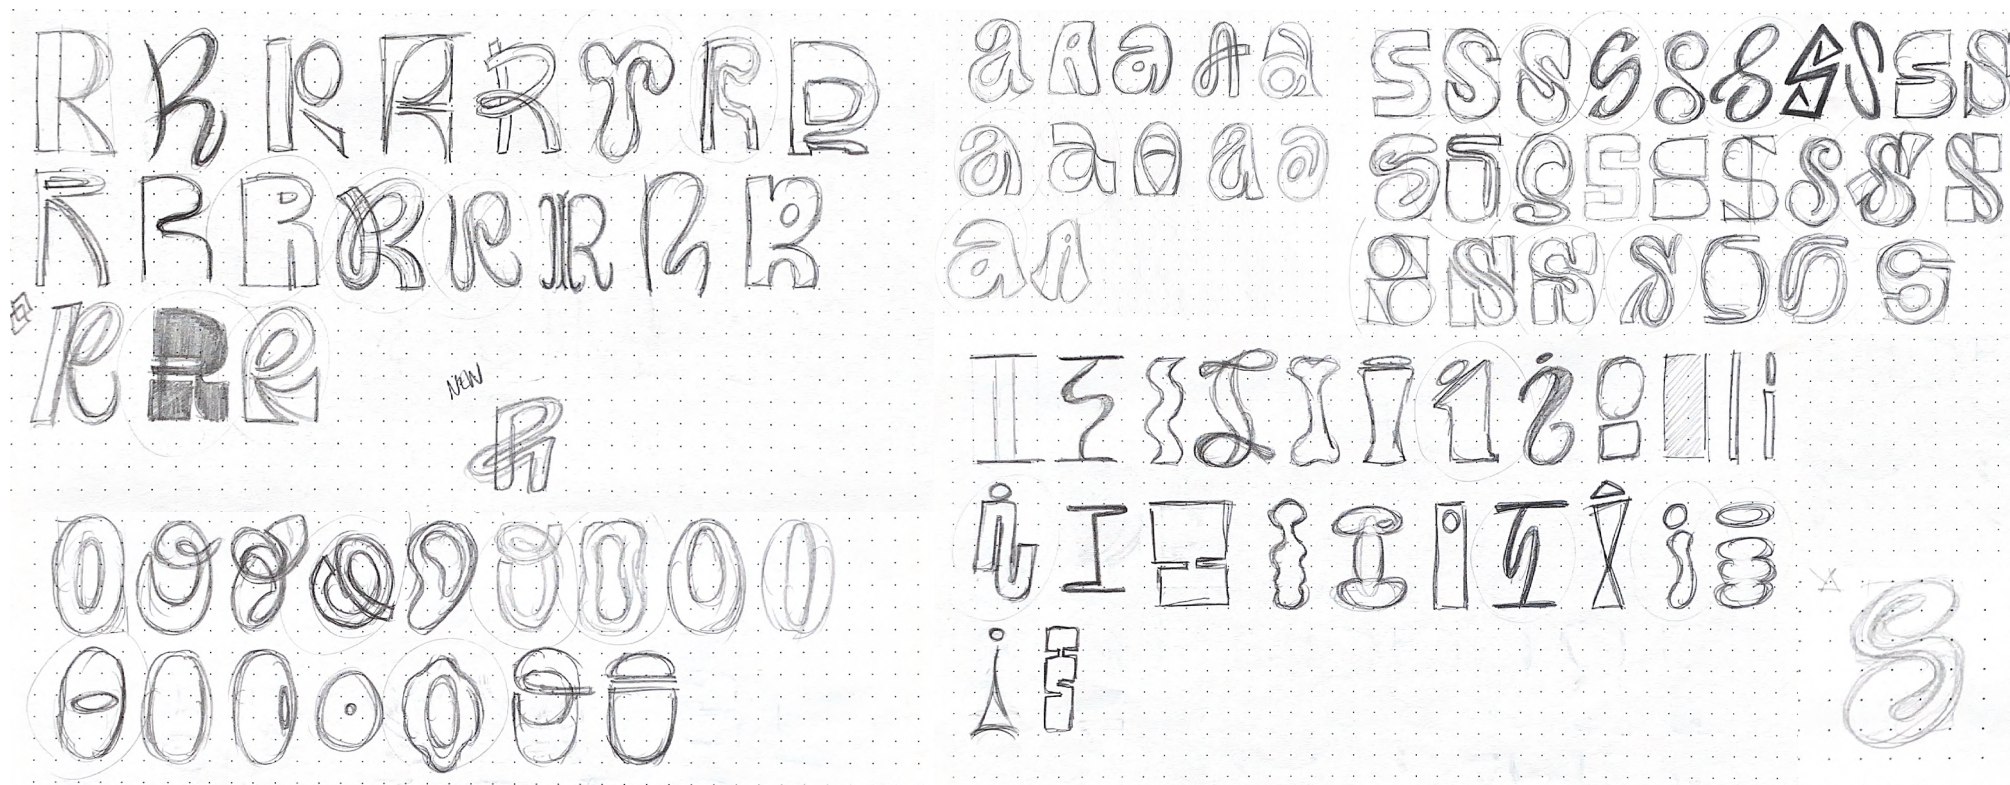 R R R R R R R R
R R R R R R R R
R R R
NEW
R
O O O O O O O O O
O O O O O O O
a A a A a
a a A a a
a A
S S S S S S S S S S
S S S S S S S S S
S S S S S S S
I I I I I I i i i I I i
i I I i I i I i i I
i I
S